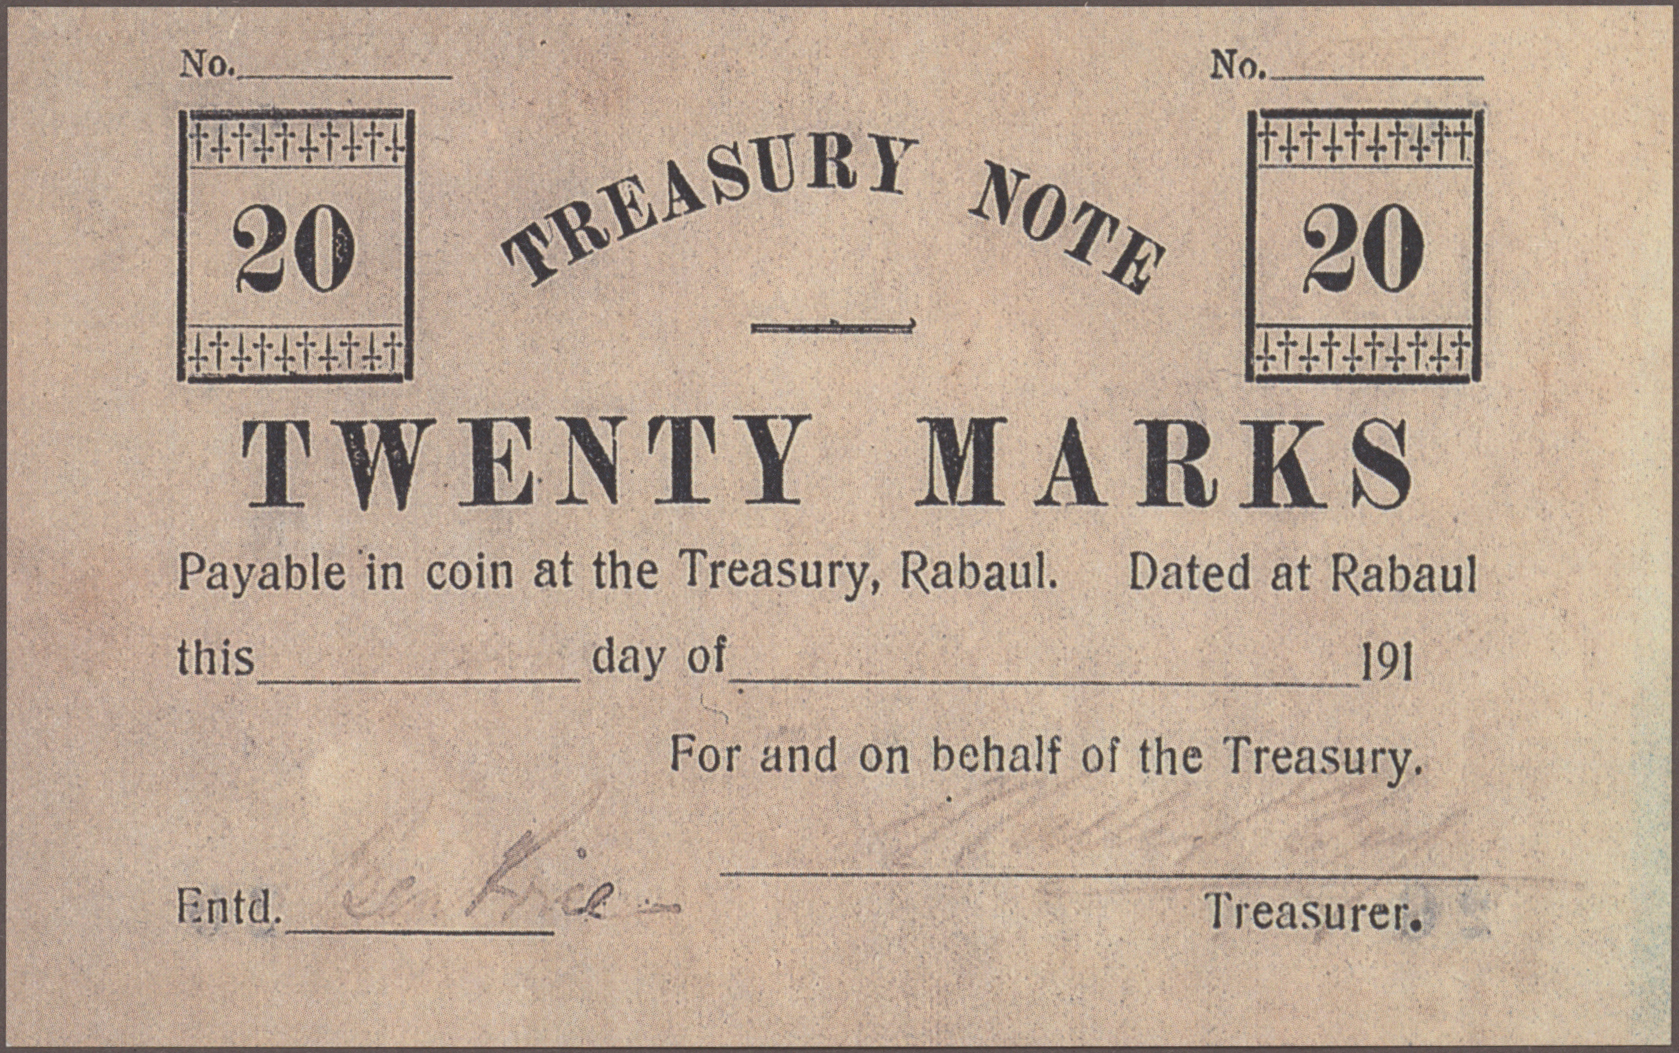 No. No.
TREASURY NOTE
20 20
TWENTY MARKS
Payable in coin at the Treasury, Rabaul. Dated at Rabaul
this day of 191
For and on behalf of the Treasury.
Entd.
Treasurer.